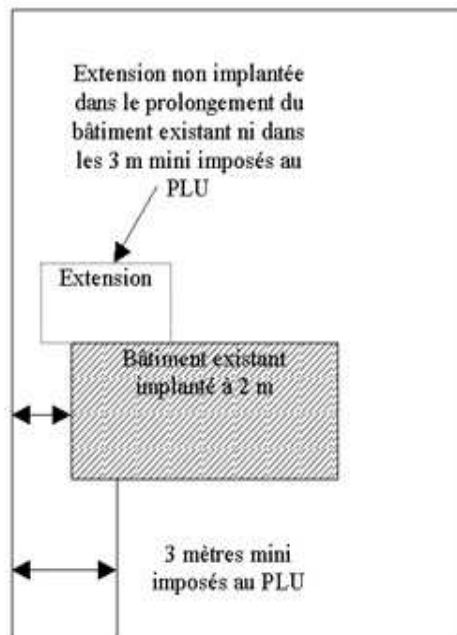 Extension non implantée
dans le prolongement du
bâtiment existant ni dans
les 3 m mini imposés au
PLU
Extension
Bâtiment existant
implanté à 2 m
3 mètres mini
imposés au PLU